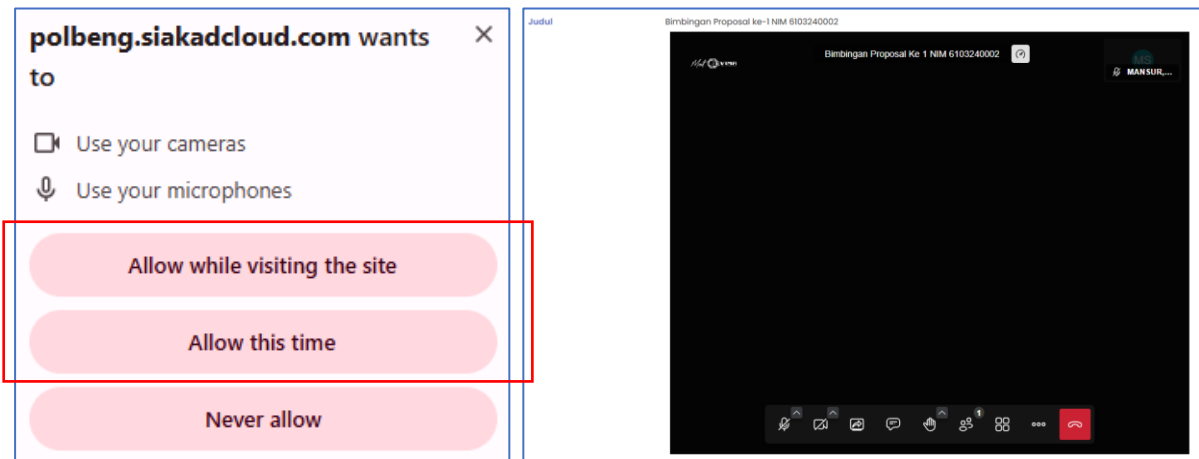 polbeng.siakadcloud.com wants
to
Use your cameras
Use your microphones
Allow while visiting the site
Allow this time
Never allow
Judul
Bimbingan Proposal ke-1 NIM 6103240002
Bimbingan Proposal Ke 1 NIM 6103240002
MS
MANSUR,...
1